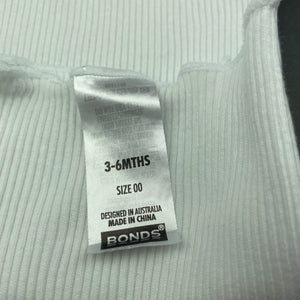 3-6MTHS
SIZE 00
DESIGNED IN AUSTRALIA
MADE IN CHINA
BONDS®